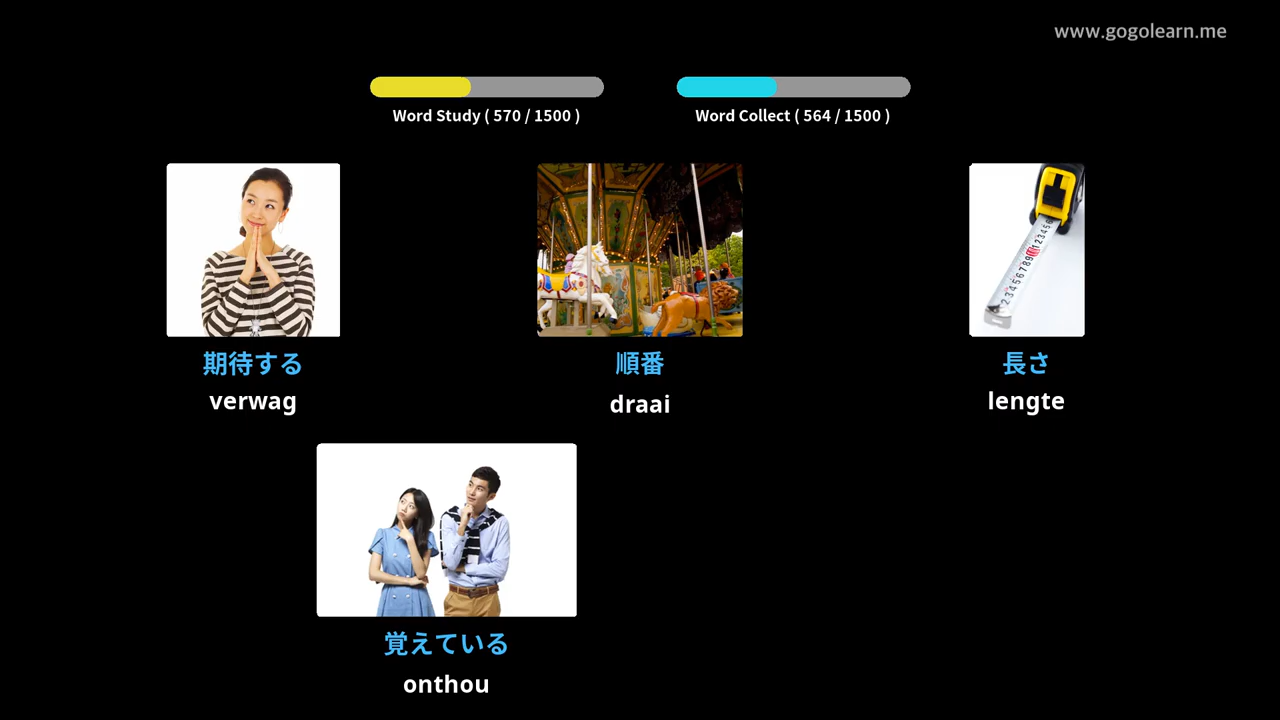 www.gogolearn.me
Word Study ( 570 / 1500 )
Word Collect ( 564 / 1500 )
期待する
verwag
順番
draai
長さ
lengte
覚えている
onthou